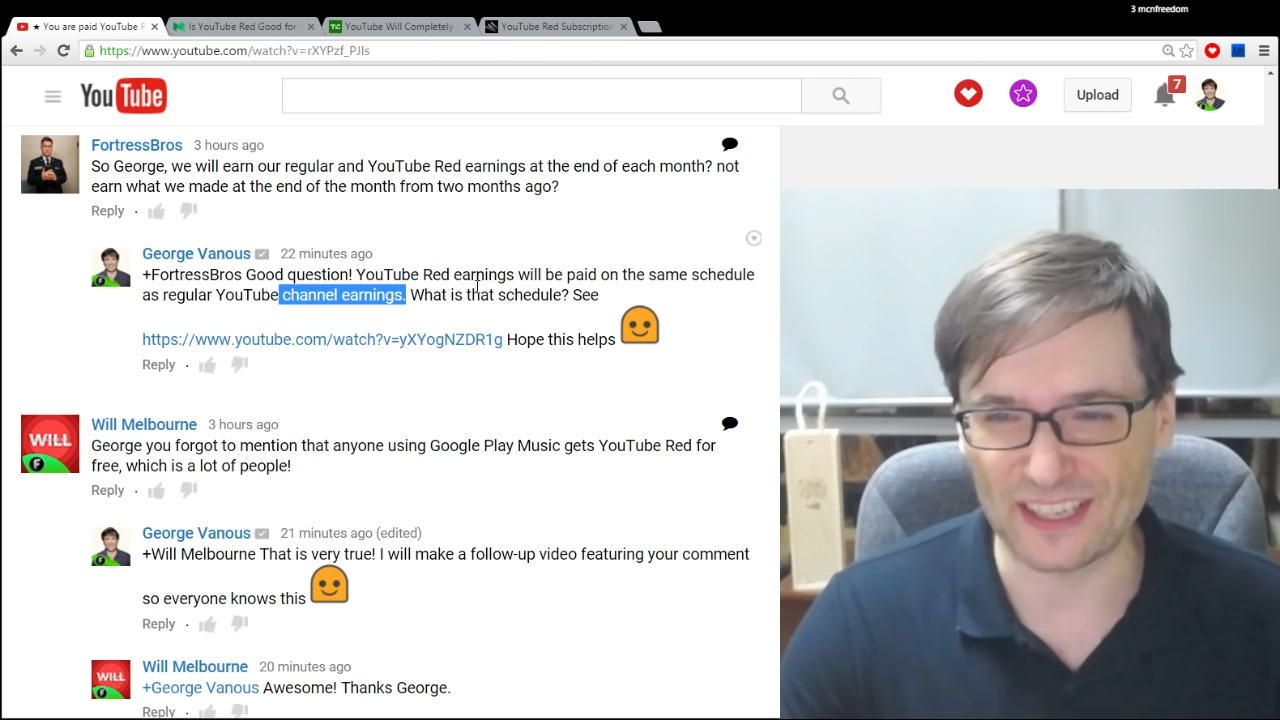 3 mcnfreedom
★ You are paid YouTube R
Is YouTube Red Good for
YouTube Will Completely
YouTube Red Subscription
https://www.youtube.com/watch?v=rXYPzf_PJIs
YouTube
Upload
7
FortressBros 3 hours ago
So George, we will earn our regular and YouTube Red earnings at the end of each month? not
earn what we made at the end of the month from two months ago?
Reply
George Vanous 22 minutes ago
+FortressBros Good question! YouTube Red earnings will be paid on the same schedule
as regular YouTube channel earnings. What is that schedule? See
https://www.youtube.com/watch?v=yXYogNZDR1g Hope this helps
Reply
WILL
Will Melbourne 3 hours ago
George you forgot to mention that anyone using Google Play Music gets YouTube Red for
free, which is a lot of people!
Reply
George Vanous 21 minutes ago (edited)
+Will Melbourne That is very true! I will make a follow-up video featuring your comment
so everyone knows this
Reply
WILL
Will Melbourne 20 minutes ago
+George Vanous Awesome! Thanks George.
Reply